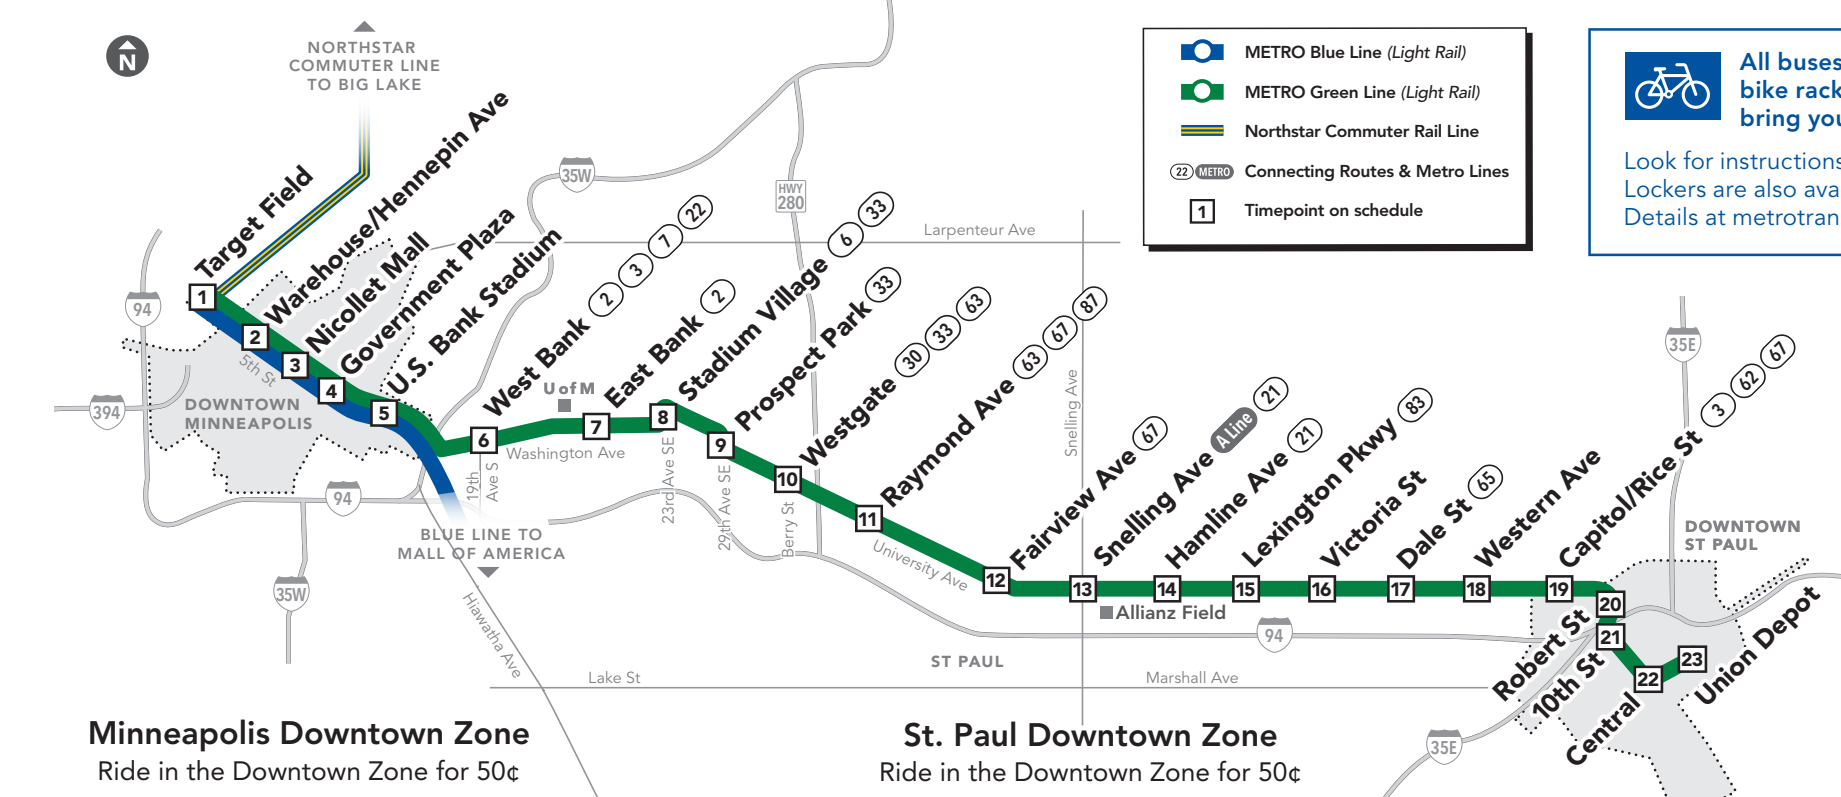 N
NORTHSTAR
COMMUTER LINE
TO BIG LAKE
METRO Blue Line (Light Rail)
METRO Green Line (Light Rail)
Northstar Commuter Rail Line
22 METRO Connecting Routes & Metro Lines
1 Timepoint on schedule
All buses
bike rack
bring you
Look for instructions
Lockers are also ava
Details at metrotran
1 Target Field
2 Warehouse/Hennepin Ave
3 Nicollet Mall
4 Government Plaza
5 U.S. Bank Stadium
6 West Bank 2 3 7 22
7 East Bank 2
8 Stadium Village 6 33
9 Prospect Park 33
10 Westgate 30 33 63
11 Raymond Ave 63 67 87
12 Fairview Ave 67
13 Snelling Ave A Line 21
14 Hamline Ave 21
15 Lexington Pkwy 83
16 Victoria St
17 Dale St 65
18 Western Ave
19 Capitol/Rice St 3 62 67
20 Robert St
21 10th St
22 Central
23 Union Depot
94
394
35W
HWY
280
Larpenteur Ave
35E
5th St
DOWNTOWN
MINNEAPOLIS
U of M
Washington Ave
19th
Ave S
23rd Ave SE
29th Ave SE
Berry St
University Ave
Snelling Ave
94
BLUE LINE TO
MALL OF AMERICA
35W
Hiawatha Ave
Allianz Field
94
DOWNTOWN
ST PAUL
ST PAUL
Lake St
Marshall Ave
35E
Minneapolis Downtown Zone
Ride in the Downtown Zone for 50¢
St. Paul Downtown Zone
Ride in the Downtown Zone for 50¢